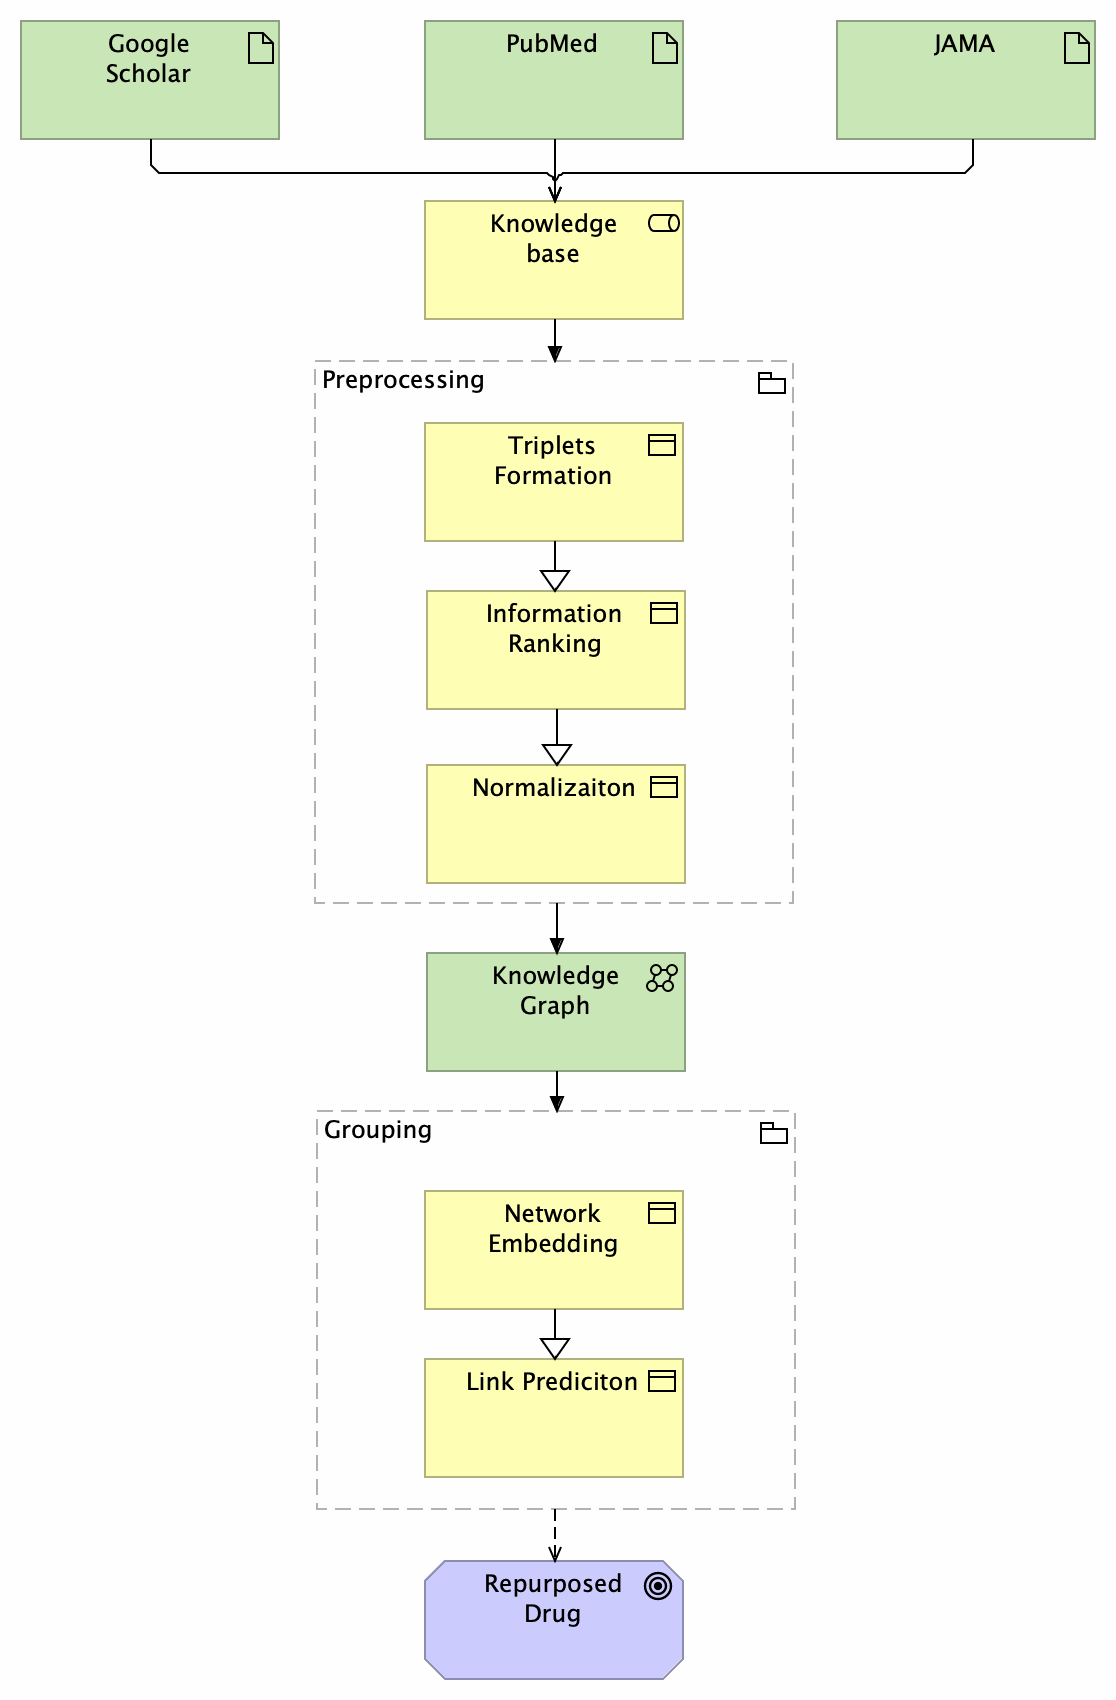 Google
Scholar
PubMed
JAMA
Knowledge
base
Preprocessing
Triplets
Formation
Information
Ranking
Normalizaiton
Knowledge
Graph
Grouping
Network
Embedding
Link Prediciton
Repurposed
Drug